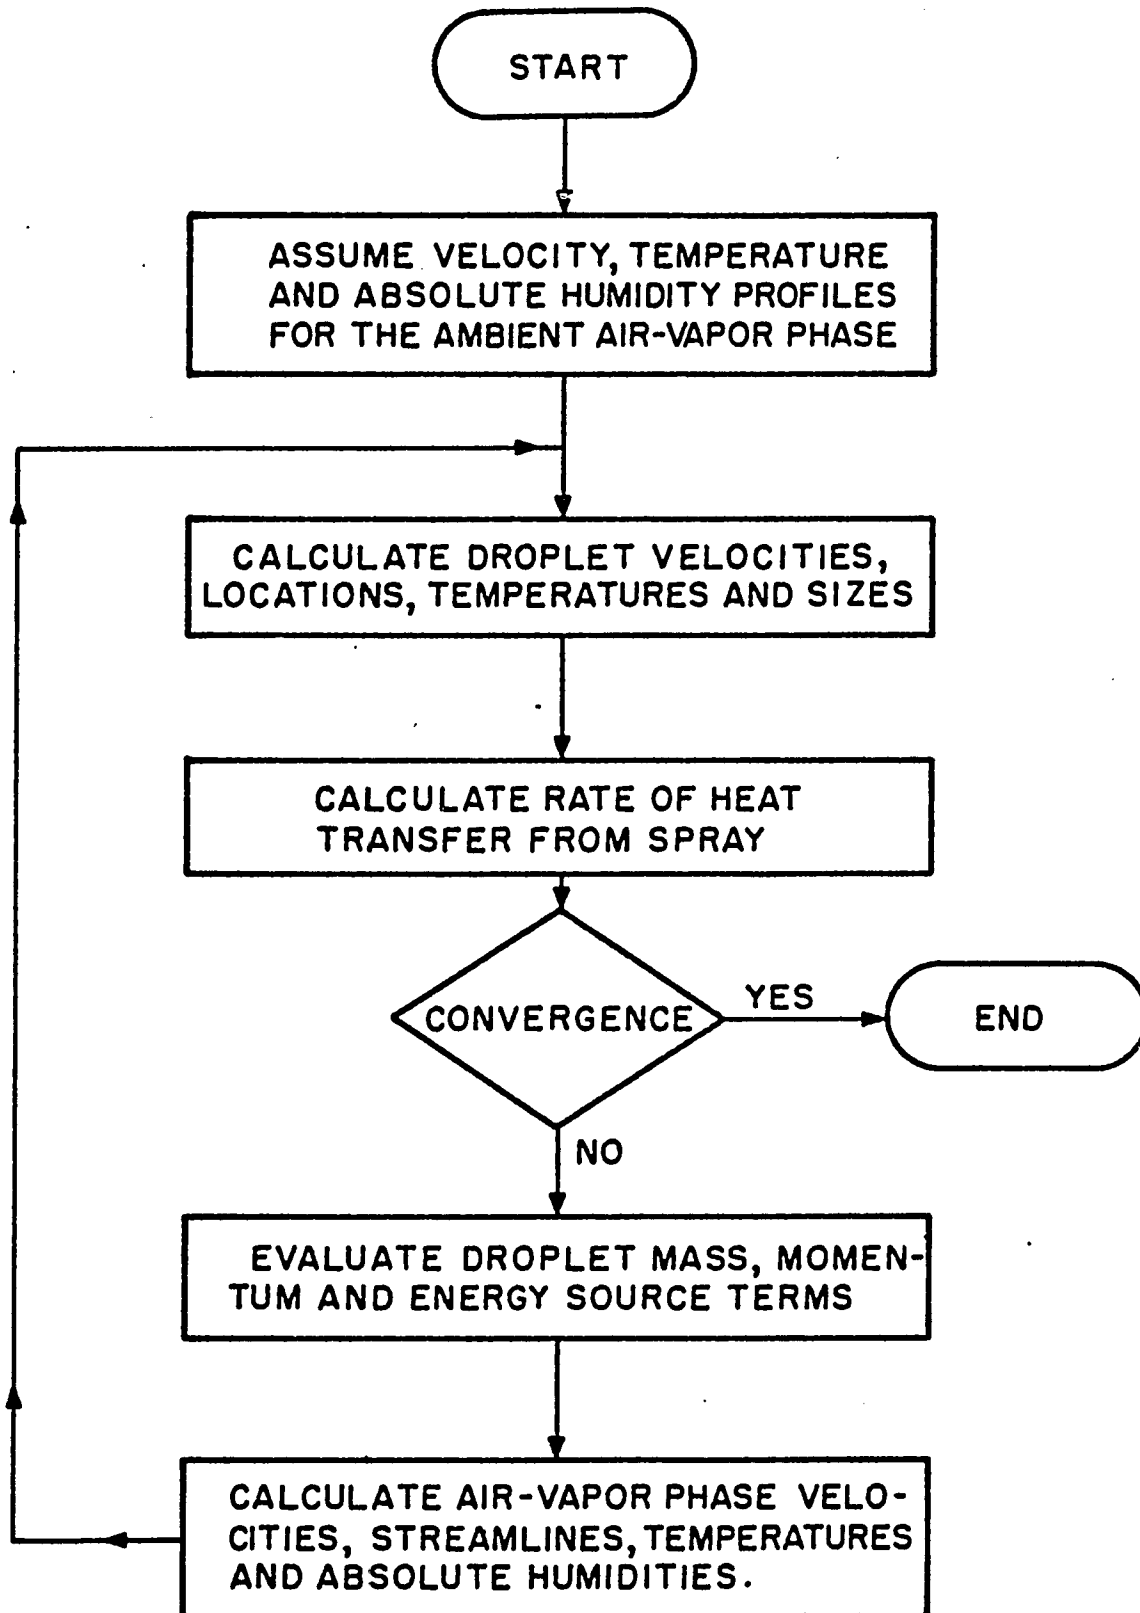 START
ASSUME VELOCITY, TEMPERATURE
AND ABSOLUTE HUMIDITY PROFILES
FOR THE AMBIENT AIR-VAPOR PHASE
CALCULATE DROPLET VELOCITIES,
LOCATIONS, TEMPERATURES AND SIZES
CALCULATE RATE OF HEAT
TRANSFER FROM SPRAY
CONVERGENCE
YES
END
NO
EVALUATE DROPLET MASS, MOMEN-
TUM AND ENERGY SOURCE TERMS
CALCULATE AIR-VAPOR PHASE VELO-
CITIES, STREAMLINES, TEMPERATURES
AND ABSOLUTE HUMIDITIES.